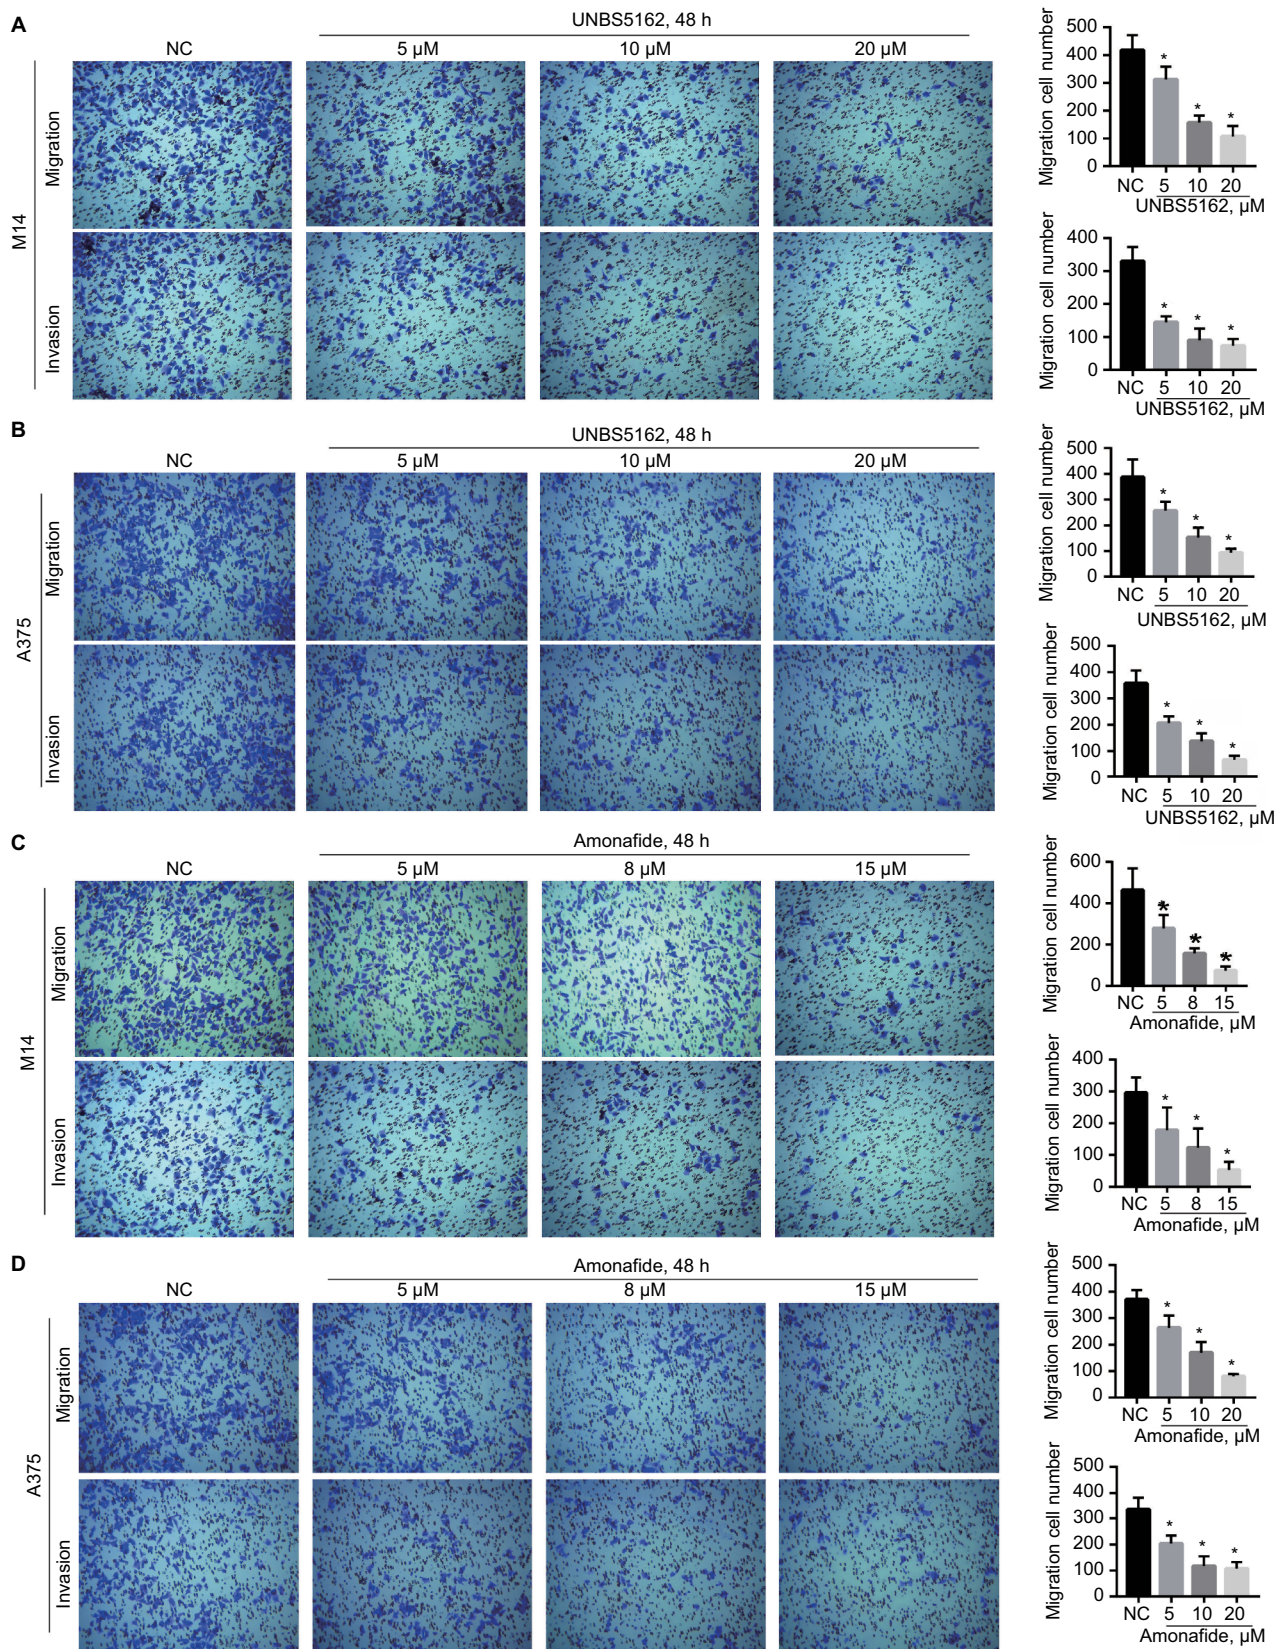 A
UNBS5162, 48 h
NC
5 µM
10 µM
20 µM
M14
Migration
Invasion
Migration cell number
500
400
300
200
100
0
*
*
*
NC
5
10
20
UNBS5162, µM
Migration cell number
400
300
200
100
0
*
*
*
NC
5
10
20
UNBS5162, µM
B
UNBS5162, 48 h
NC
5 µM
10 µM
20 µM
A375
Migration
Invasion
Migration cell number
500
400
300
200
100
0
*
*
*
NC
5
10
20
UNBS5162, µM
Migration cell number
500
400
300
200
100
0
*
*
*
NC
5
10
20
UNBS5162, µM
C
Amonafide, 48 h
NC
5 µM
8 µM
15 µM
M14
Migration
Invasion
Migration cell number
600
400
200
0
*
*
*
NC
5
8
15
Amonafide, µM
Migration cell number
400
300
200
100
0
*
*
*
NC
5
8
15
Amonafide, µM
D
Amonafide, 48 h
NC
5 µM
8 µM
15 µM
A375
Migration
Invasion
Migration cell number
500
400
300
200
100
0
*
*
*
NC
5
10
20
Amonafide, µM
Migration cell number
500
400
300
200
100
0
*
*
*
NC
5
10
20
Amonafide, µM